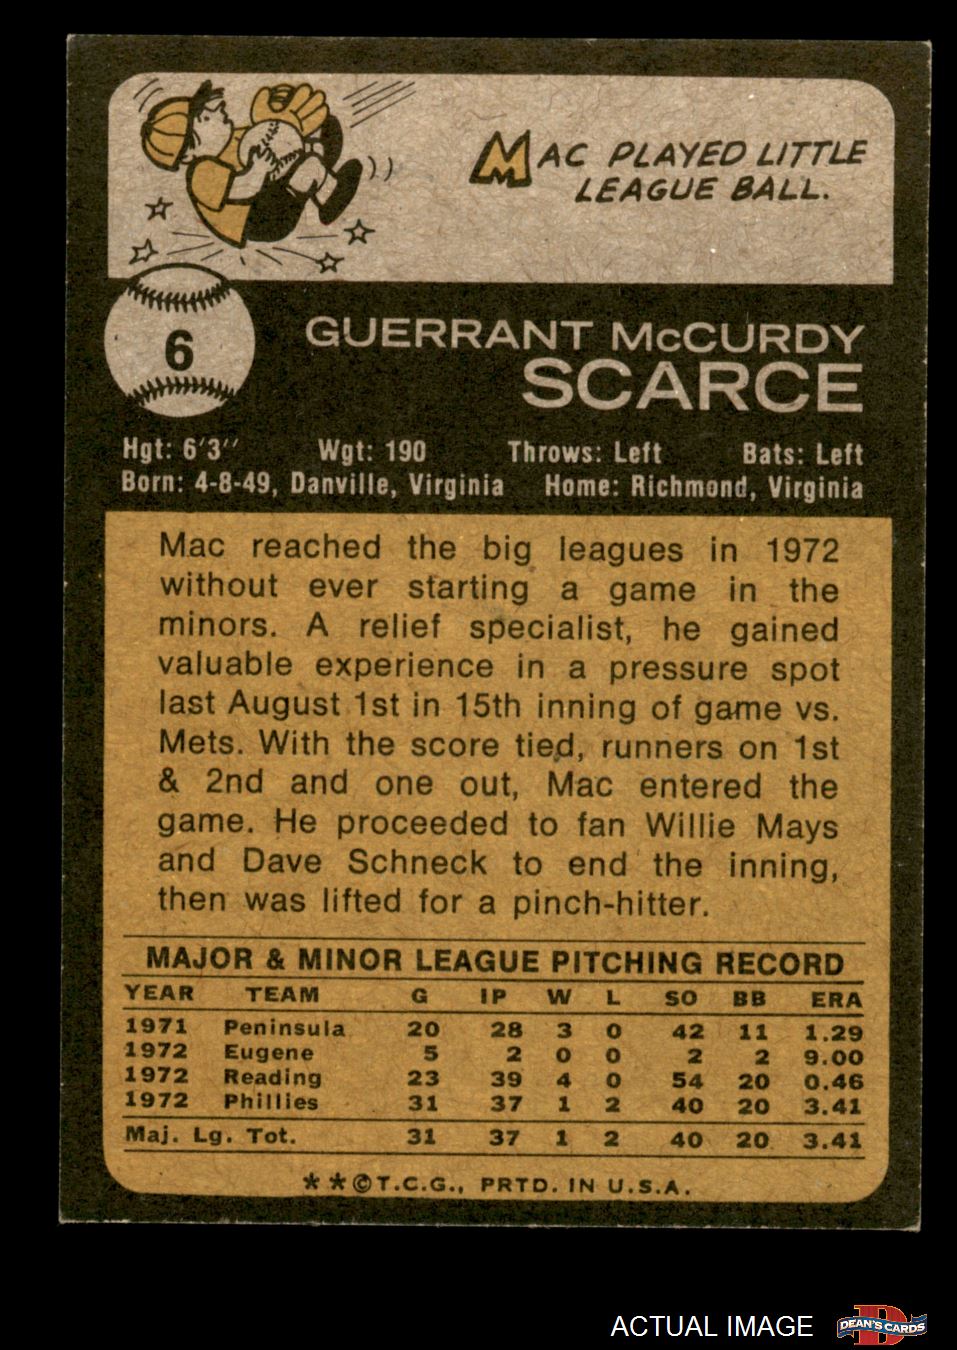 MAC PLAYED LITTLE
LEAGUE BALL.
6
GUERRANT McCURDY
SCARCE
Hgt: 6'3'' Wgt: 190 Throws: Left Bats: Left
Born: 4-8-49, Danville, Virginia Home: Richmond, Virginia
Mac reached the big leagues in 1972
without ever starting a game in the
minors. A relief specialist, he gained
valuable experience in a pressure spot
last August 1st in 15th inning of game vs.
Mets. With the score tied, runners on 1st
& 2nd and one out, Mac entered the
game. He proceeded to fan Willie Mays
and Dave Schneck to end the inning,
then was lifted for a pinch-hitter.
MAJOR & MINOR LEAGUE PITCHING RECORD
YEAR TEAM G IP W L SO BB ERA
1971 Peninsula 20 28 3 0 42 11 1.29
1972 Eugene 5 2 0 0 2 2 9.00
1972 Reading 23 39 4 0 54 20 0.46
1972 Phillies 31 37 1 2 40 20 3.41
Maj. Lg. Tot. 31 37 1 2 40 20 3.41
**©T.C.G., PRTD. IN U.S.A.
ACTUAL IMAGE
D
DEAN'S CARDS